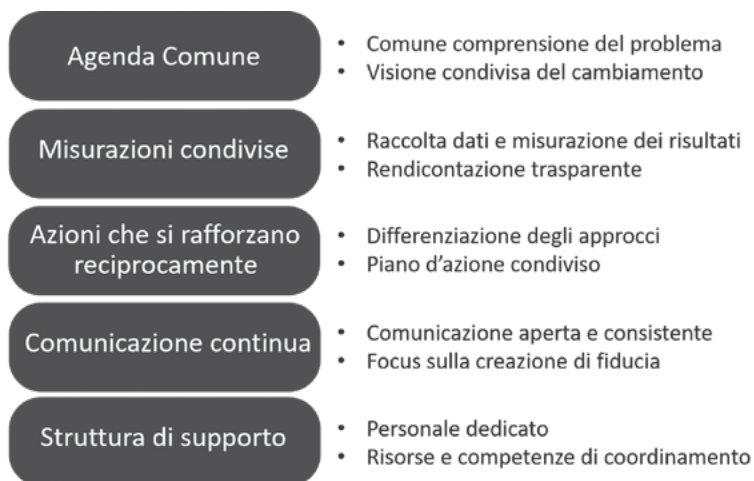 Agenda Comune
• Comune comprensione del problema
• Visione condivisa del cambiamento
Misurazioni condivise
• Raccolta dati e misurazione dei risultati
• Rendicontazione trasparente
Azioni che si rafforzano
reciprocamente
• Differenziazione degli approcci
• Piano d'azione condiviso
Comunicazione continua
• Comunicazione aperta e consistente
• Focus sulla creazione di fiducia
Struttura di supporto
• Personale dedicato
• Risorse e competenze di coordinamento